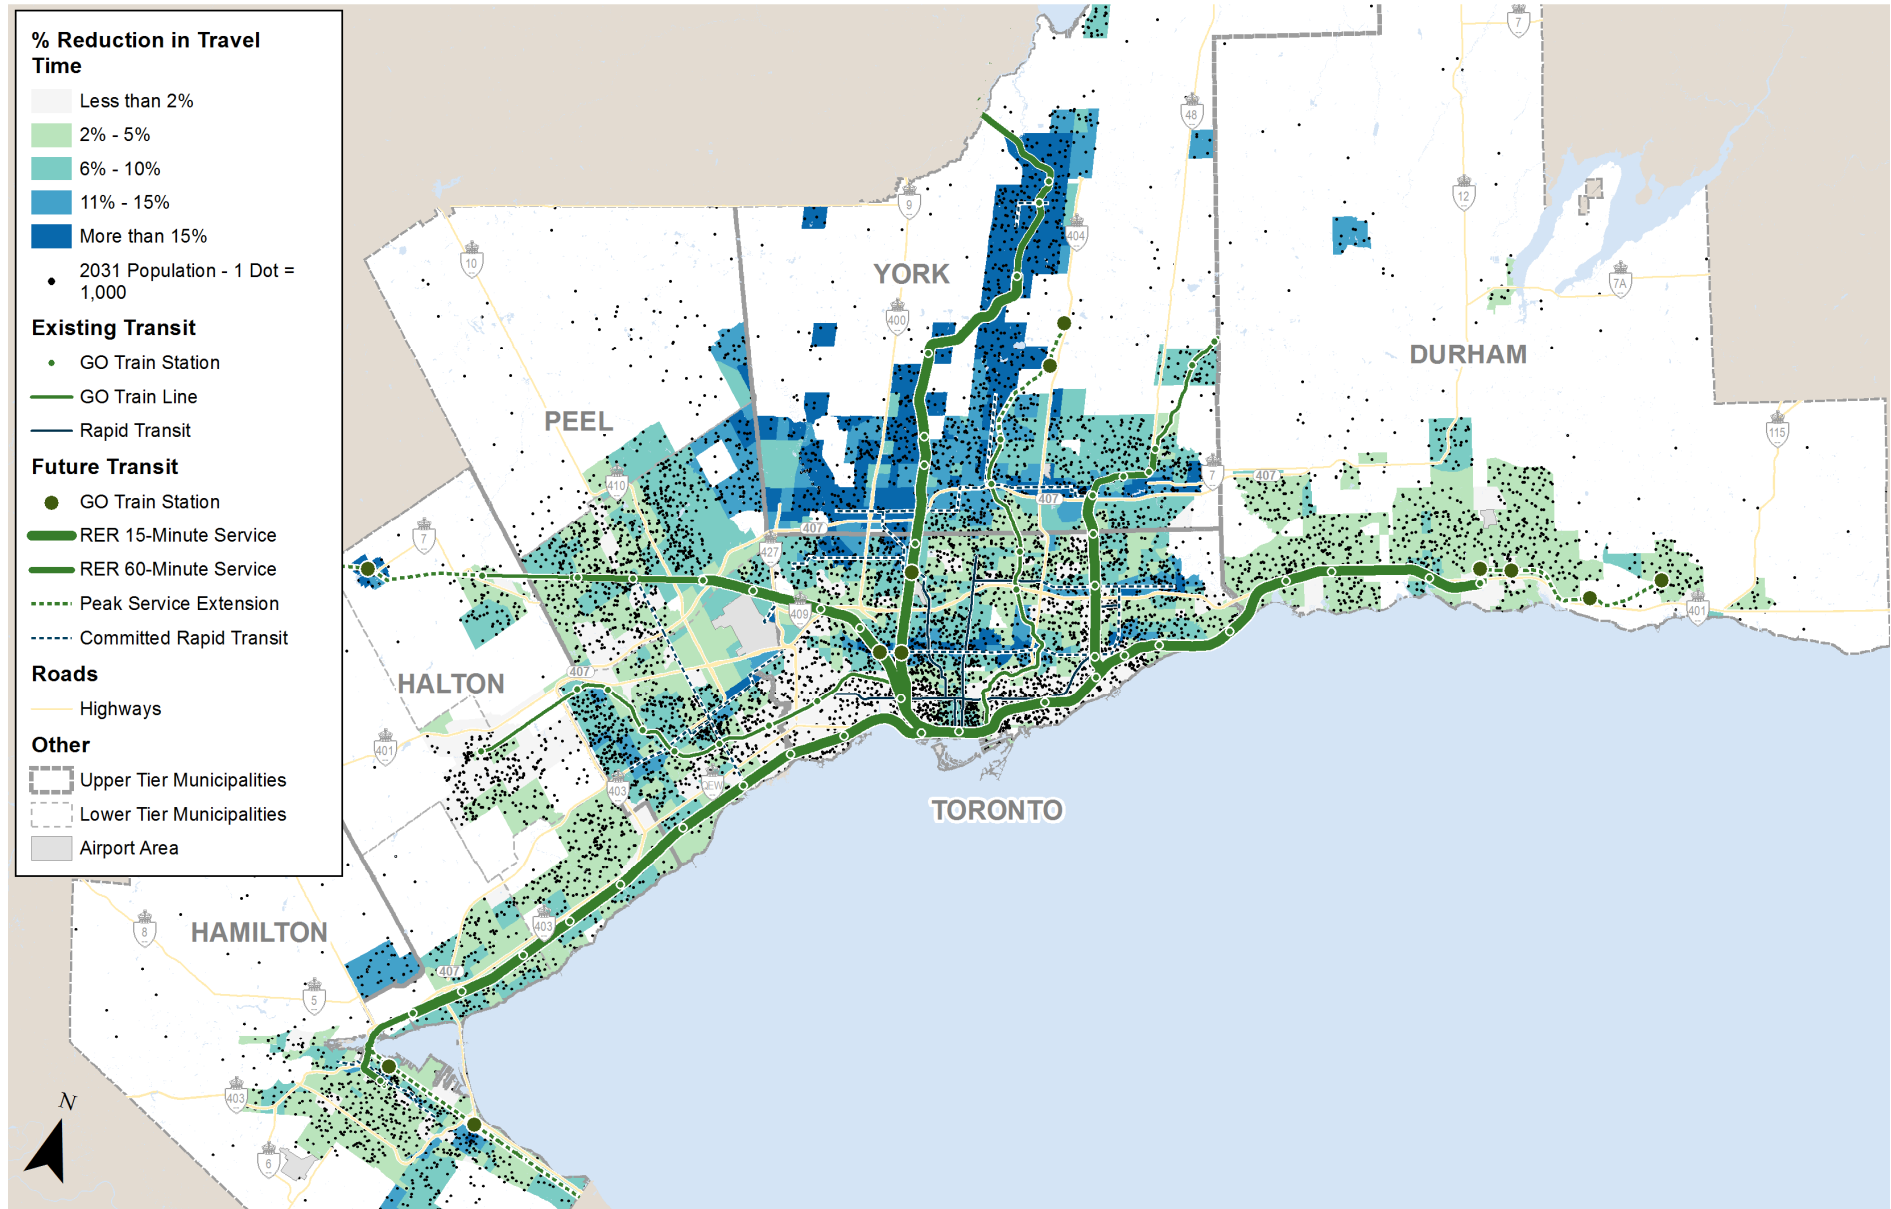 % Reduction in Travel
Time
Less than 2%
2% - 5%
6% - 10%
11% - 15%
More than 15%
2031 Population - 1 Dot =
1,000
Existing Transit
GO Train Station
GO Train Line
Rapid Transit
Future Transit
GO Train Station
RER 15-Minute Service
RER 60-Minute Service
Peak Service Extension
Committed Rapid Transit
Roads
Highways
Other
Upper Tier Municipalities
Lower Tier Municipalities
Airport Area
7
48
12
9
404
10
YORK
7A
400
DURHAM
PEEL
115
410
7
407
407
407
7
427
409
401
407
HALTON
401
403
QEW
TORONTO
403
HAMILTON
8
407
5
403
N
6